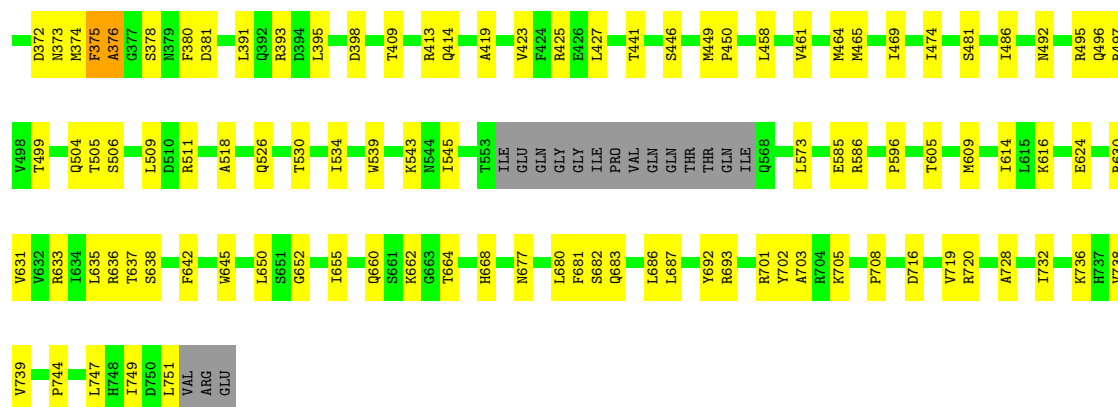 D372 N373 M374 F375 A376 G377 S378 N379 F380 D381 L391 Q392 R393 D394 L395 D398 T409 R413 Q414 A419 V423 F424 R425 E426 L427 T441 S446 M449 P450 L458 V461 M464 M465 I469 I474 S481 I486 N492 R495 Q496
V498 T499 Q504 T505 S506 L509 D510 R511 A518 Q526 T530 I534 W539 K543 N544 I545 T553 ILE GLU GLN GLY GLY ILE PRO VAL GLN GLN THR THR GLN ILE Q568 L573 E585 R586 P596 T605 M609 I614 L615 K616 E624
V631 V632 R633 I634 L635 R636 T637 S638 F642 W645 L650 S651 G652 I655 Q660 S661 K662 G663 T664 H668 N677 L680 F681 S682 Q683 L686 L687 Y692 R693 R701 Y702 A703 R704 K705 P708 D716 V719 R720 A728 I732 K736 H737
V739 P744 L747 H748 I749 D750 L751 VAL ARG GLU